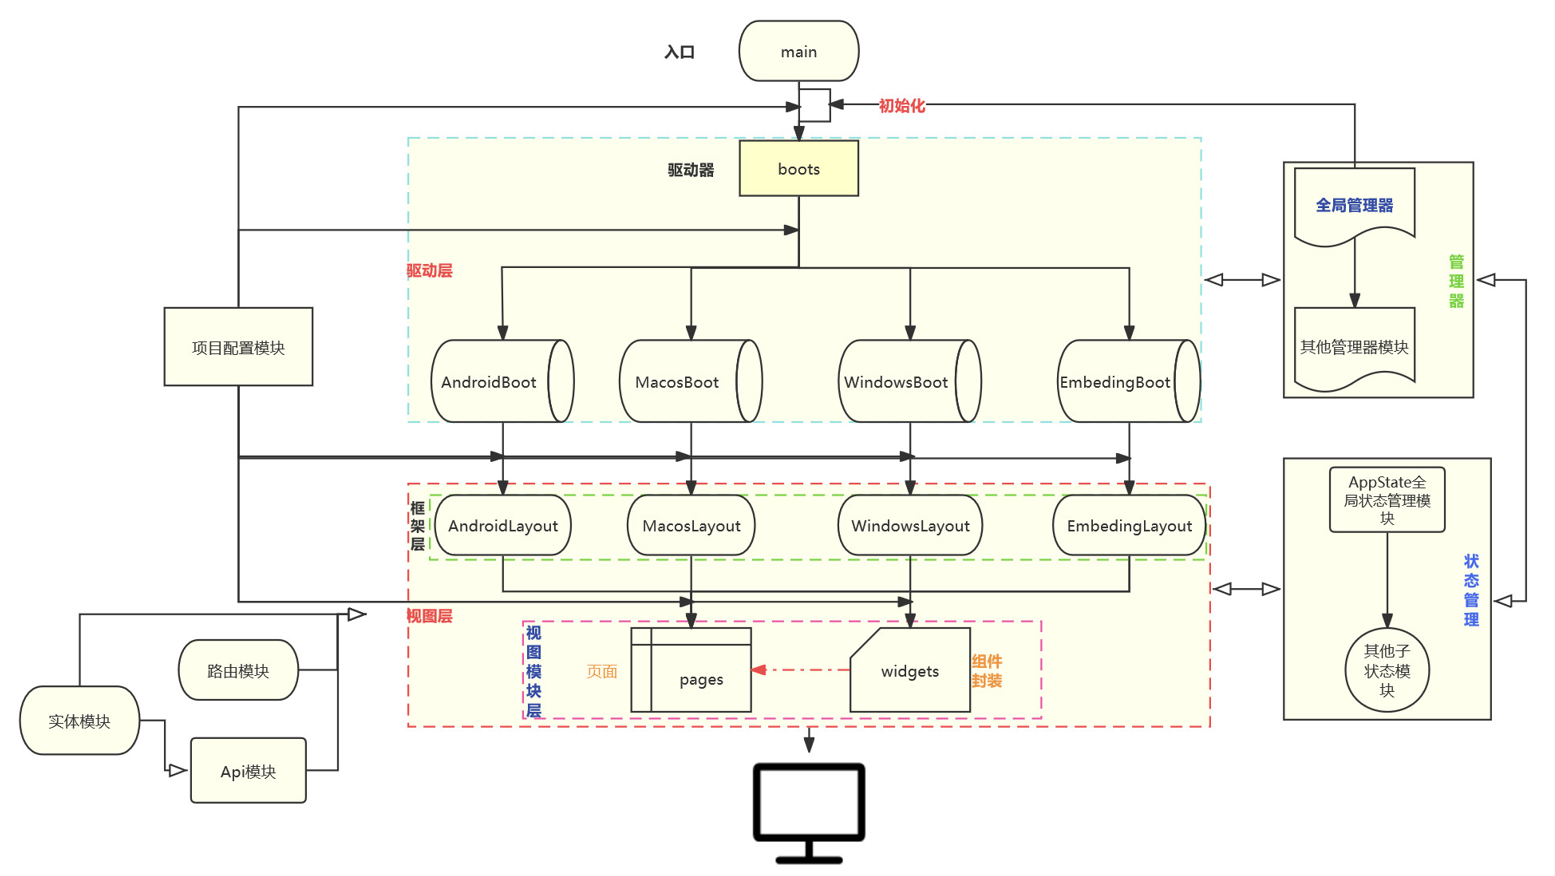 入口
main
初始化
驱动器
boots
全局管理器
驱动层
管
理
器
项目配置模块
其他管理器模块
AndroidBoot
MacosBoot
WindowsBoot
EmbedingBoot
AppState全
局状态管理模
块
框
架
层
AndroidLayout
MacosLayout
WindowsLayout
EmbedingLayout
状
态
管
理
视图层
视
图
模
块
层
页面
pages
widgets
组件
封装
其他子
状态模
块
路由模块
实体模块
Api模块